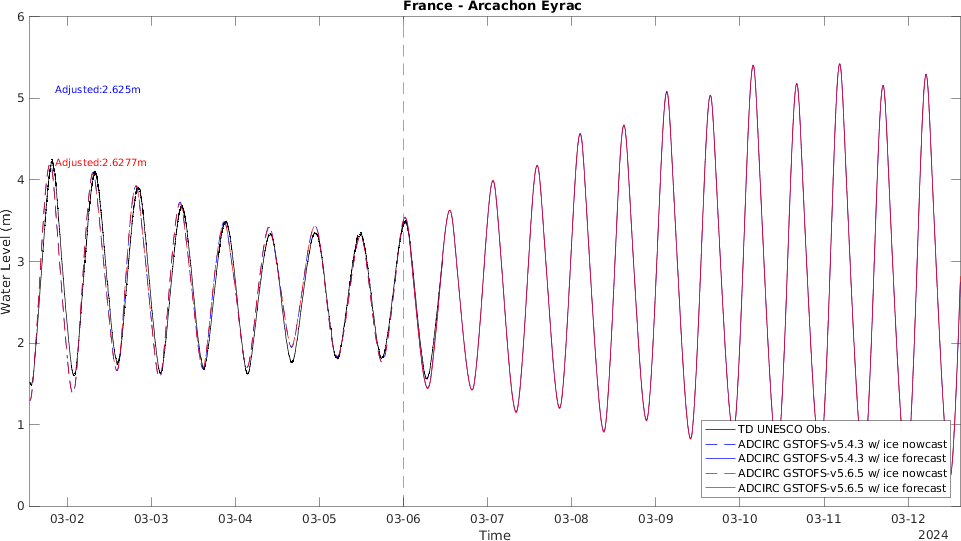 France - Arcachon Eyrac
6
5
4
3
2
1
0
Water Level (m)
Adjusted:2.625m
Adjusted:2.6277m
TD UNESCO Obs.
ADCIRC GSTOFS-v5.4.3 w/ ice nowcast
ADCIRC GSTOFS-v5.4.3 w/ ice forecast
ADCIRC GSTOFS-v5.6.5 w/ ice nowcast
ADCIRC GSTOFS-v5.6.5 w/ ice forecast
03-02 03-03 03-04 03-05 03-06 03-07 03-08 03-09 03-10 03-11 03-12
Time
2024